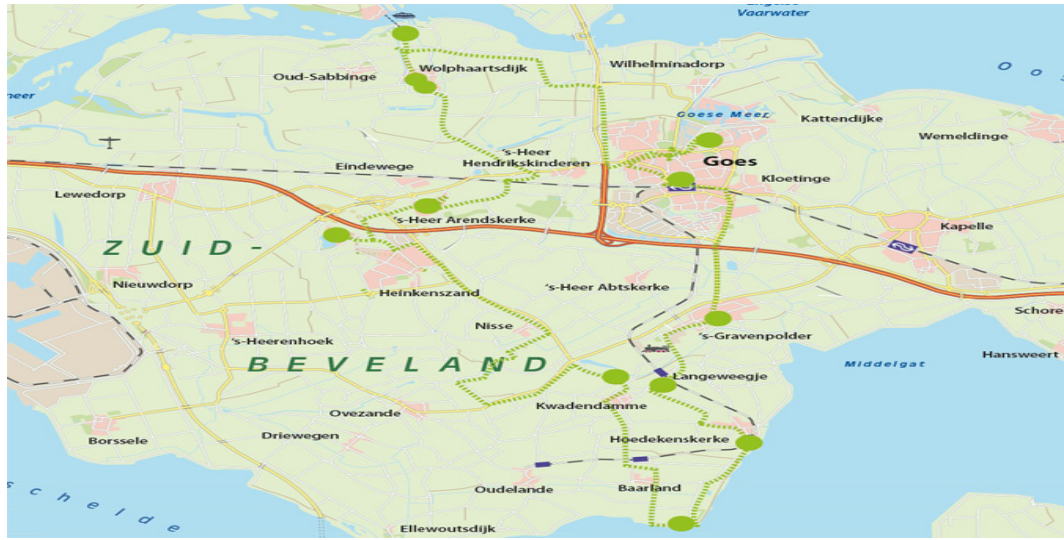 Engelse
Vaarwater
Wolphaartsdijk
Oud-Sabbinge
Wilhelminadorp
O o s
meer
Goese Meer
Kattendijke
Wemeldinge
's-Heer
Hendrikskinderen
Eindewege
Goes
Kloetinge
Lewedorp
's-Heer Arendskerke
Kapelle
ZUID-
Nieuwdorp
Heinkenszand
's-Heer Abtskerke
Schore
's-Heerenhoek
Nisse
's-Gravenpolder
Hansweert
BEVELAND
Middelgat
Langeweegje
Ovezande
Kwadendamme
Borssele
Driewegen
Hoedekenskerke
Oudelande
Baarland
schelde
Ellewoutsdijk